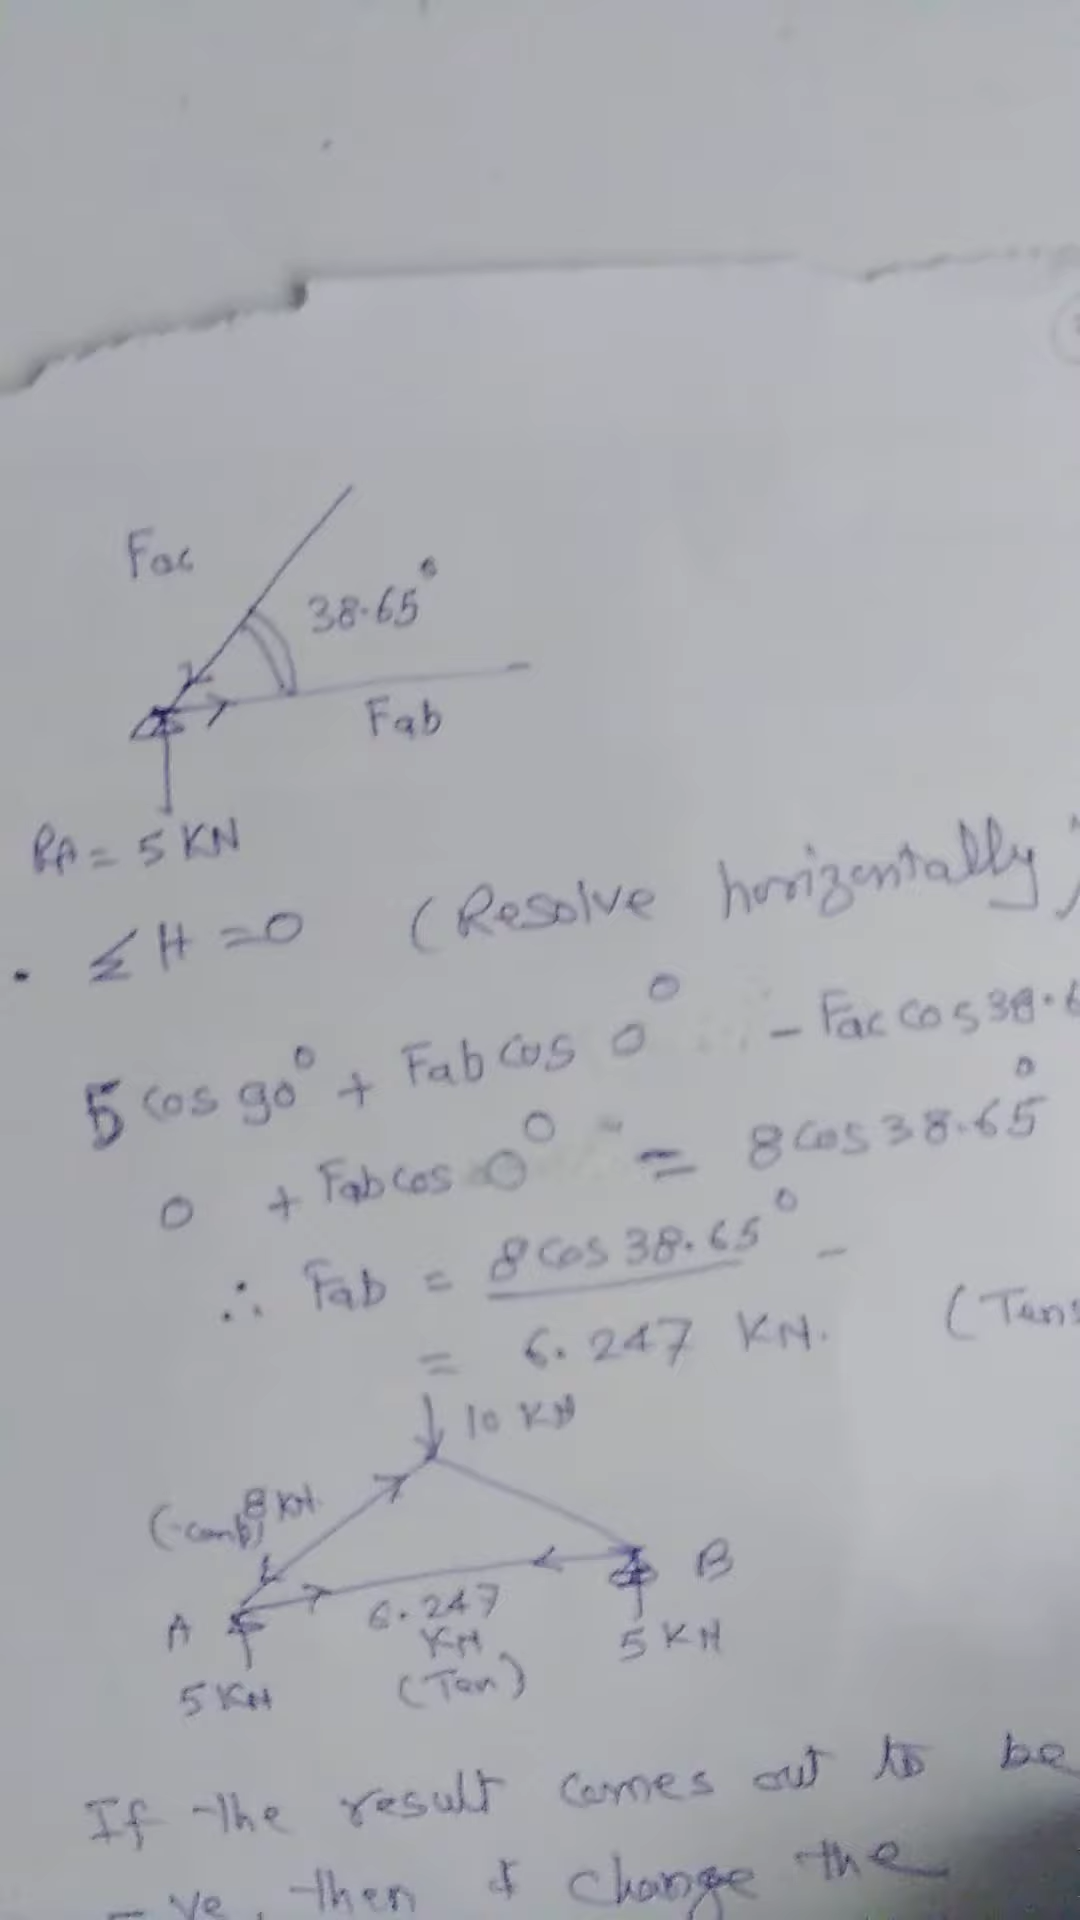 Fac
38.65°
Fab
RA = 5 KN
ΣH = 0 (Resolve horizontally)
5 cos 90° + Fab cos 0° - Fac cos 38.6
0 + Fab cos 0° = 8 cos 38.65°
∴ Fab = 8 cos 38.65°
= 6.247 KN. (Tens
10 KN
8 KN
(comp)
A
6.247
KN
(Ten)
B
5 KN
5 KN
If the result comes out to be
-ve, then change the